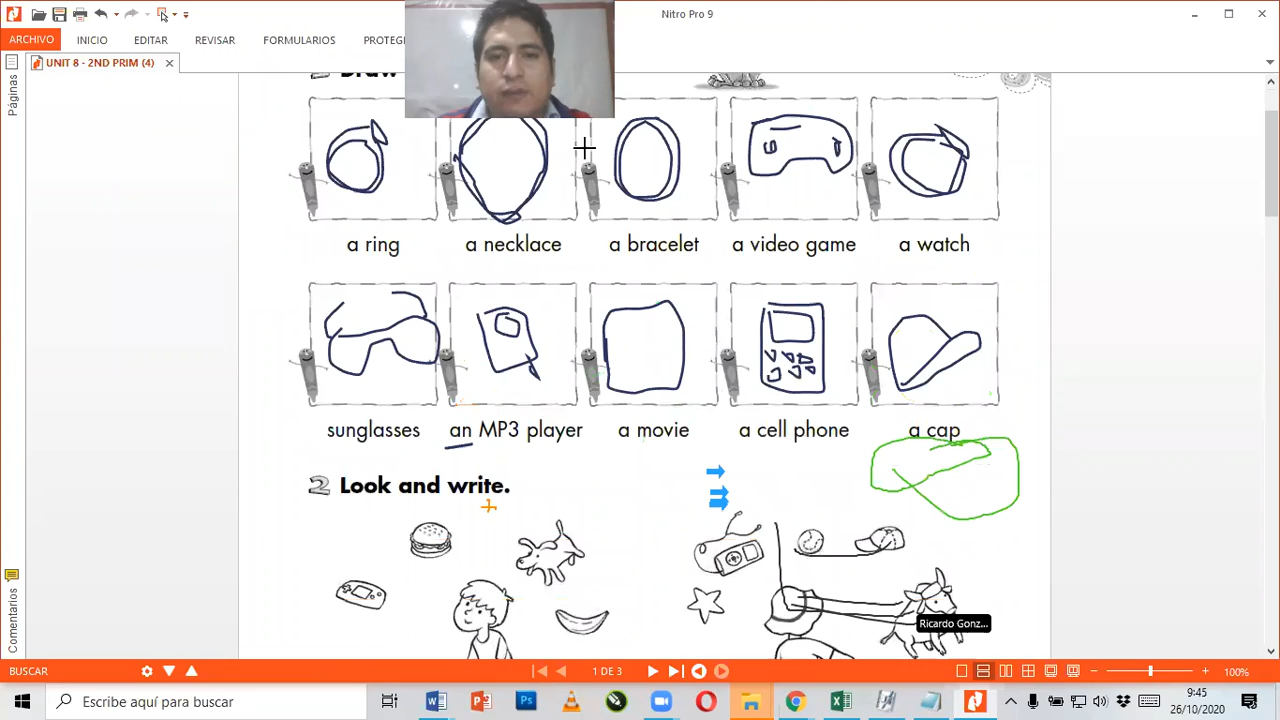 Nitro Pro 9
ARCHIVO INICIO EDITAR REVISAR FORMULARIOS
UNIT 8 - 2ND PRIM (4)
Páginas
a ring a necklace a bracelet a video game a watch
sunglasses an MP3 player a movie a cell phone a cap
2 Look and write.
Ricardo Gonz...
Comentarios
BUSCAR 1 DE 3 100%
Escribe aquí para buscar
9:45
26/10/2020